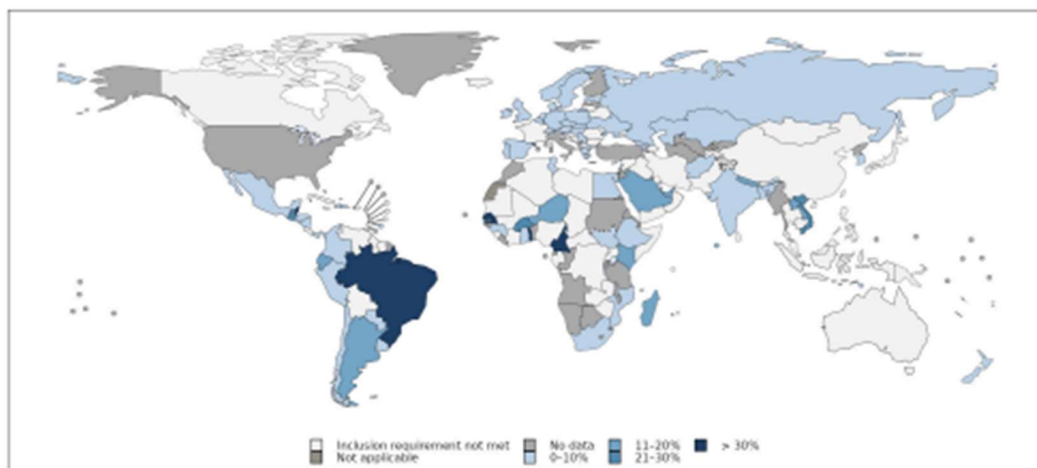 Inclusion requirement not met No data 11–20% > 30%
Not applicable 0–10% 21–30%